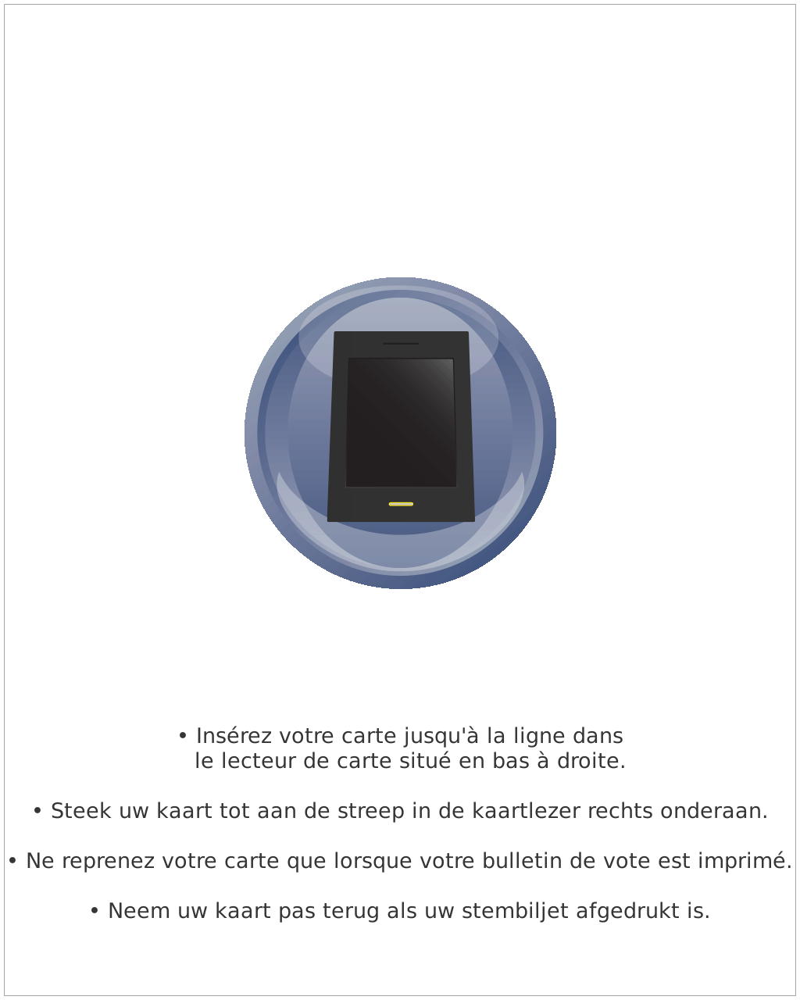 • Insérez votre carte jusqu'à la ligne dans
le lecteur de carte situé en bas à droite.
• Steek uw kaart tot aan de streep in de kaartlezer rechts onderaan.
• Ne reprenez votre carte que lorsque votre bulletin de vote est imprimé.
• Neem uw kaart pas terug als uw stembiljet afgedrukt is.